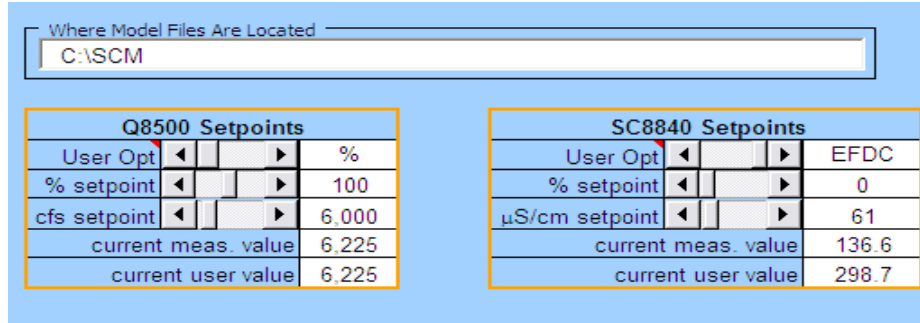 Where Model Files Are Located
C:\SCM
Q8500 Setpoints
User Opt %
% setpoint 100
cfs setpoint 6,000
current meas. value 6,225
current user value 6,225
SC8840 Setpoints
User Opt EFDC
% setpoint 0
µS/cm setpoint 61
current meas. value 136.6
current user value 298.7